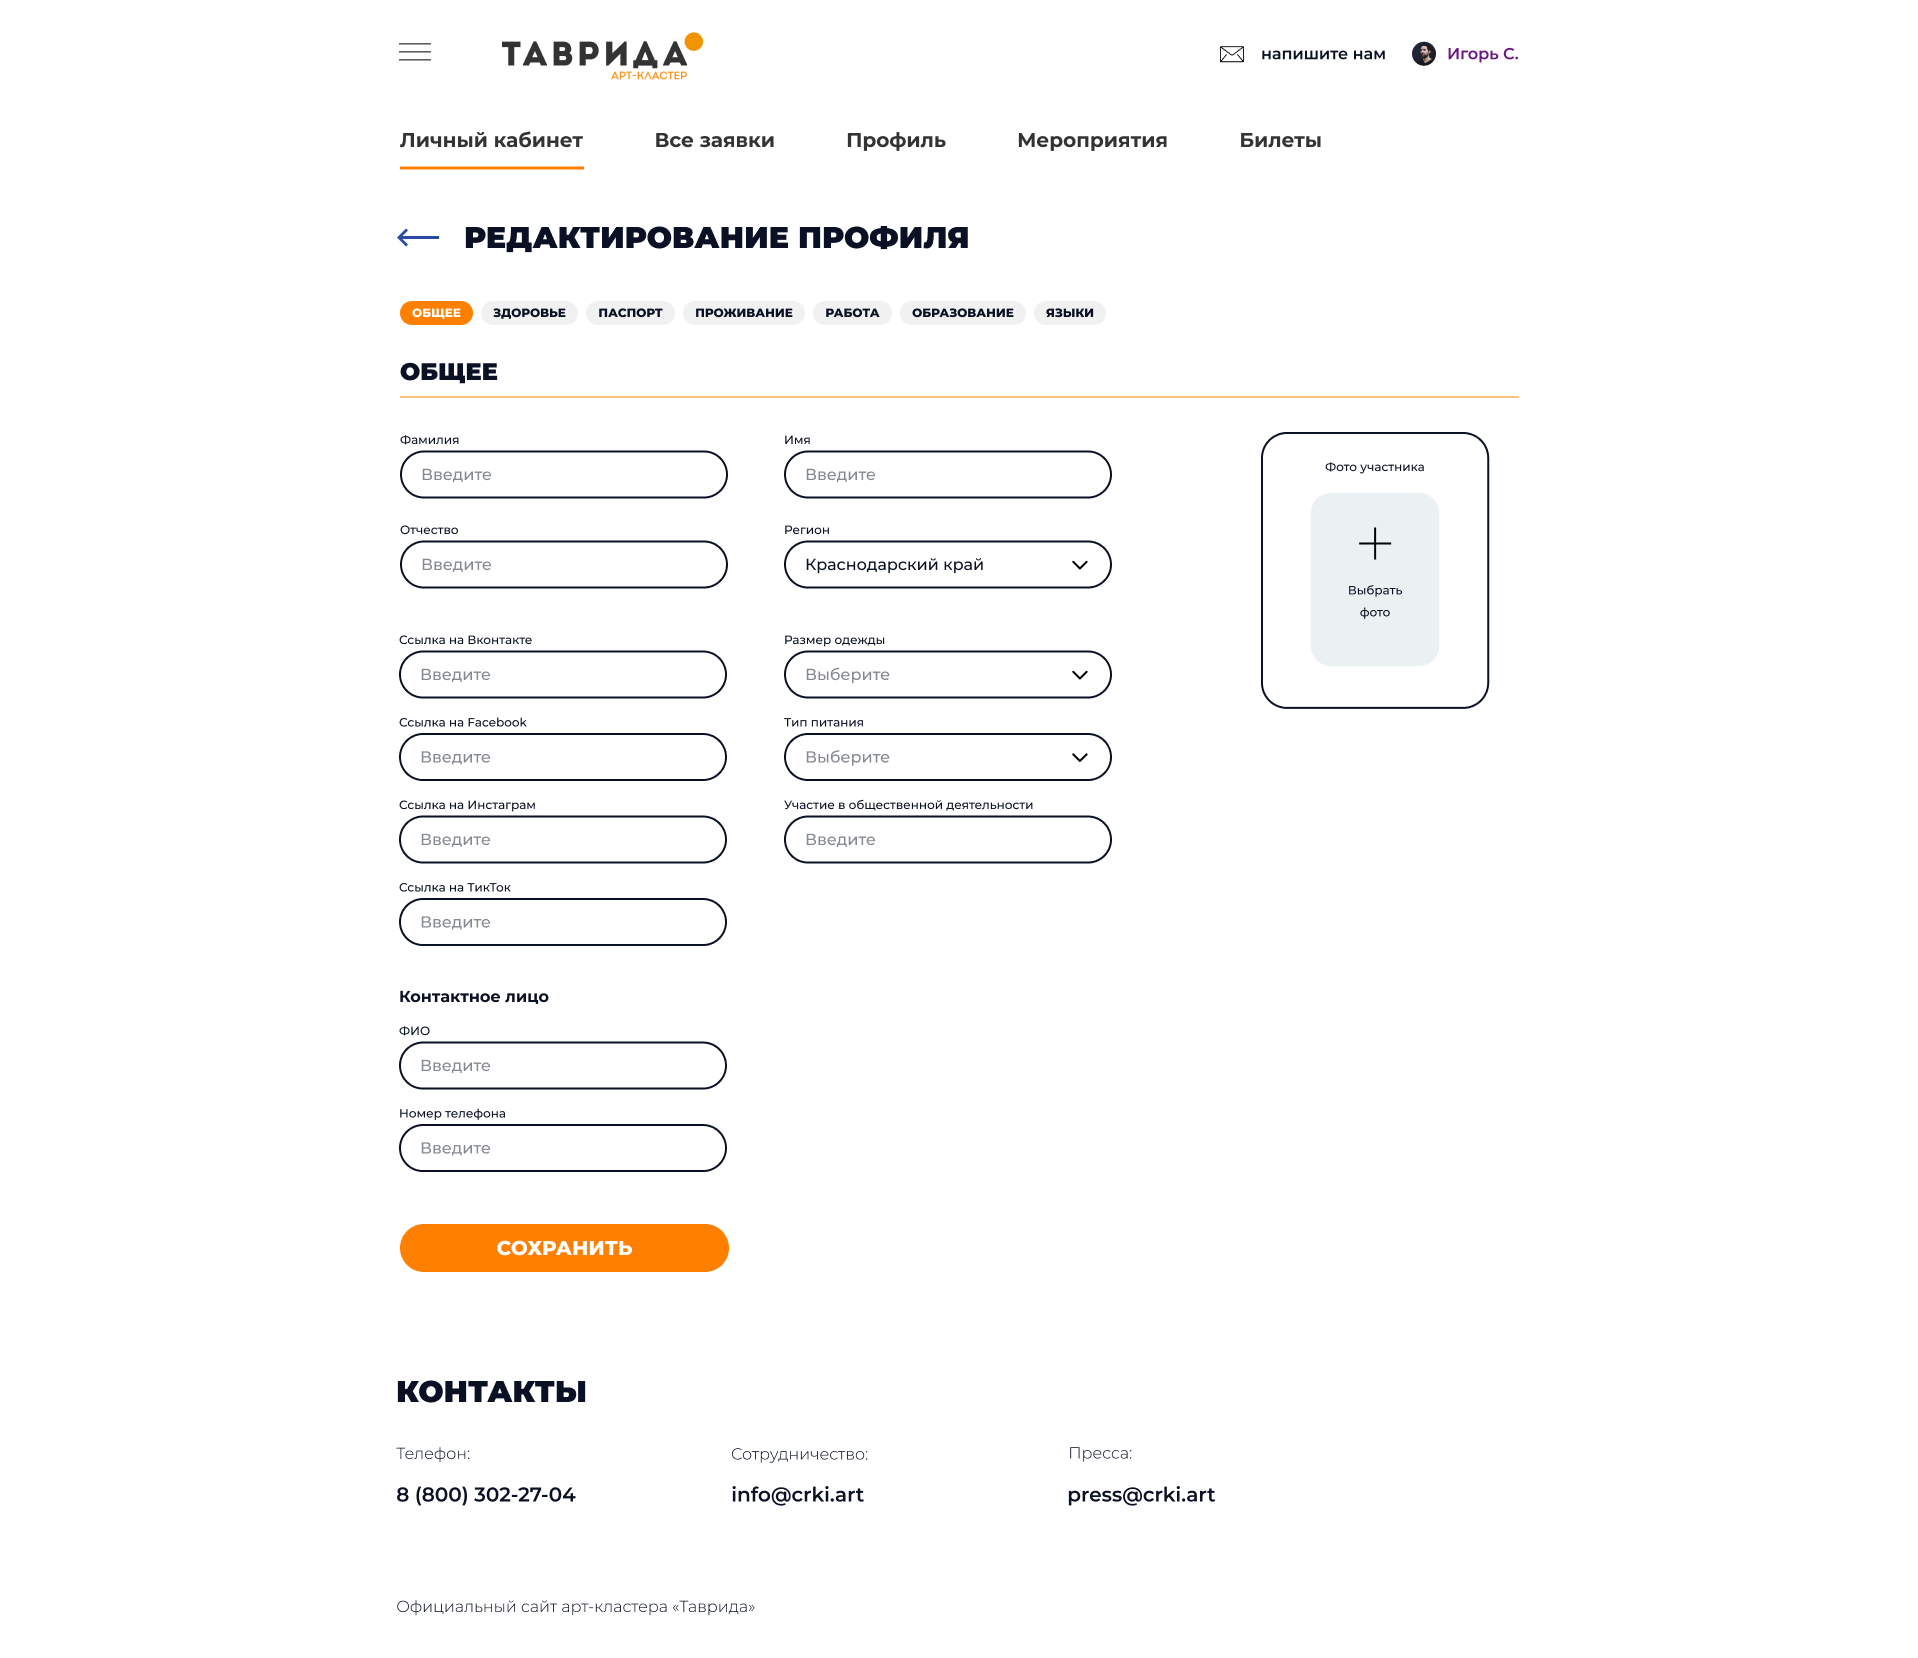 ТАВРИДА
АРТ-КЛАСТЕР
напишите нам
Игорь С.
Личный кабинет
Все заявки
Профиль
Мероприятия
Билеты
РЕДАКТИРОВАНИЕ ПРОФИЛЯ
ОБЩЕЕ
ЗДОРОВЬЕ
ПАСПОРТ
ПРОЖИВАНИЕ
РАБОТА
ОБРАЗОВАНИЕ
ЯЗЫКИ
ОБЩЕЕ
Фамилия
Введите
Имя
Введите
Отчество
Введите
Регион
Краснодарский край
Фото участника
Выбрать
фото
Ссылка на Вконтакте
Введите
Размер одежды
Выберите
Ссылка на Facebook
Введите
Тип питания
Выберите
Ссылка на Инстаграм
Введите
Участие в общественной деятельности
Введите
Ссылка на ТикТок
Введите
Контактное лицо
ФИО
Введите
Номер телефона
Введите
СОХРАНИТЬ
КОНТАКТЫ
Телефон:
8 (800) 302-27-04
Сотрудничество:
info@crki.art
Пресса:
press@crki.art
Официальный сайт арт-кластера «Таврида»